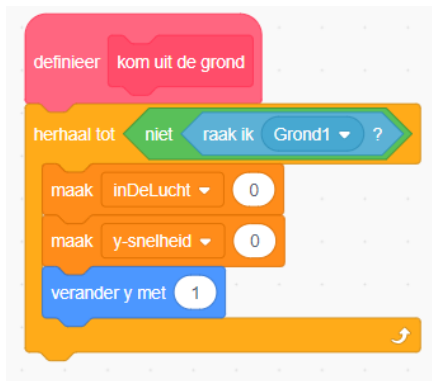 definieer kom uit de grond
herhaal tot niet raak ik Grond1 ?
maak inDeLucht 0
maak y-snelheid 0
verander y met 1